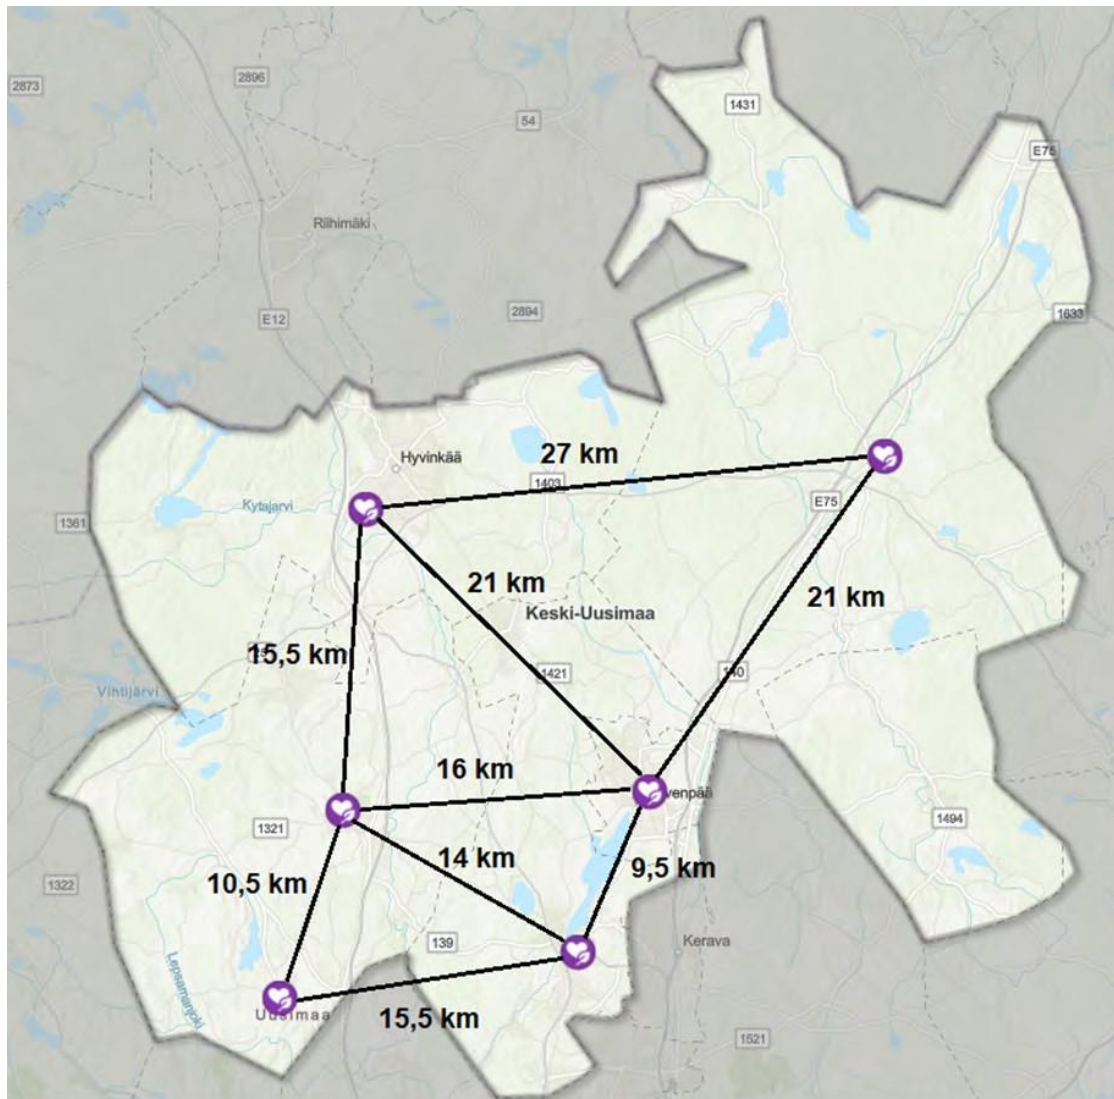 2896
2873
1431
54
E75
Riihimäki
2894
1633
E12
27 km
Hyvinkää
1403
E75
Kytajarvi
1361
21 km
21 km
Keski-Uusimaa
15,5 km
1421
140
Vihtijärvi
16 km
venpää
1494
1321
14 km
9,5 km
10,5 km
1322
139
Kerava
Lepsämänjoki
Uusimaa
15,5 km
1521